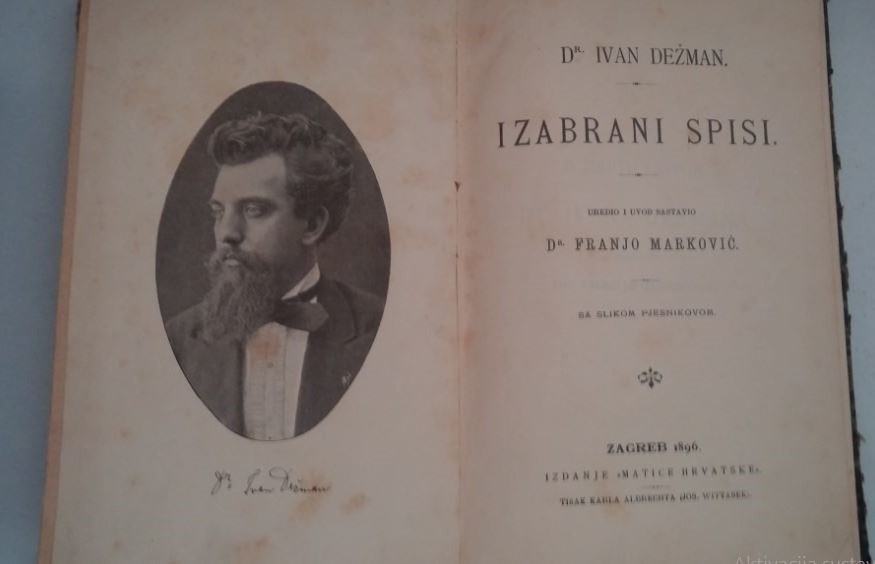 Dr Ivan Dežman
DR. IVAN DEŽMAN.
IZABRANI SPISI.
UREDIO I UVOD SASTAVIO
DR. FRANJO MARKOVIĆ.
SA SLIKOM PJESNIKOVOM.
ZAGREB 1896.
IZDANJE »MATICE HRVATSKE«.
TISAK KARLA ALBRECHTA (JOS. WITTASEK).
Aktivacija